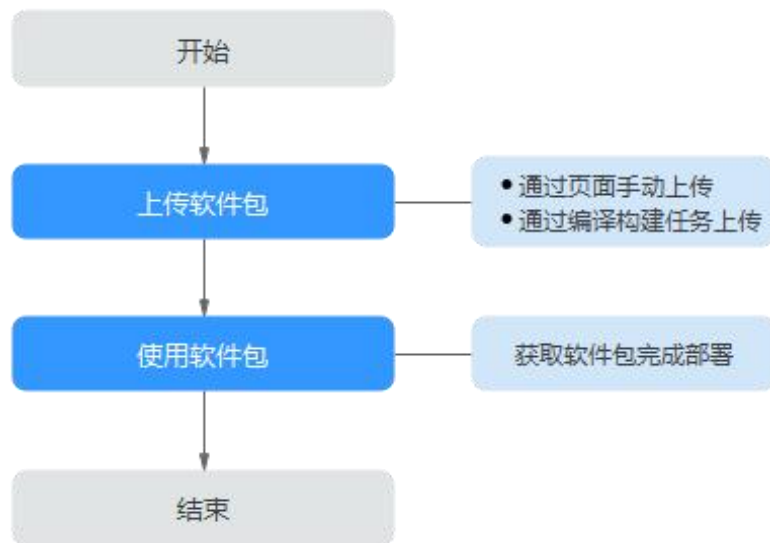 开始
上传软件包
• 通过页面手动上传
• 通过编译构建任务上传
使用软件包
获取软件包完成部署
结束